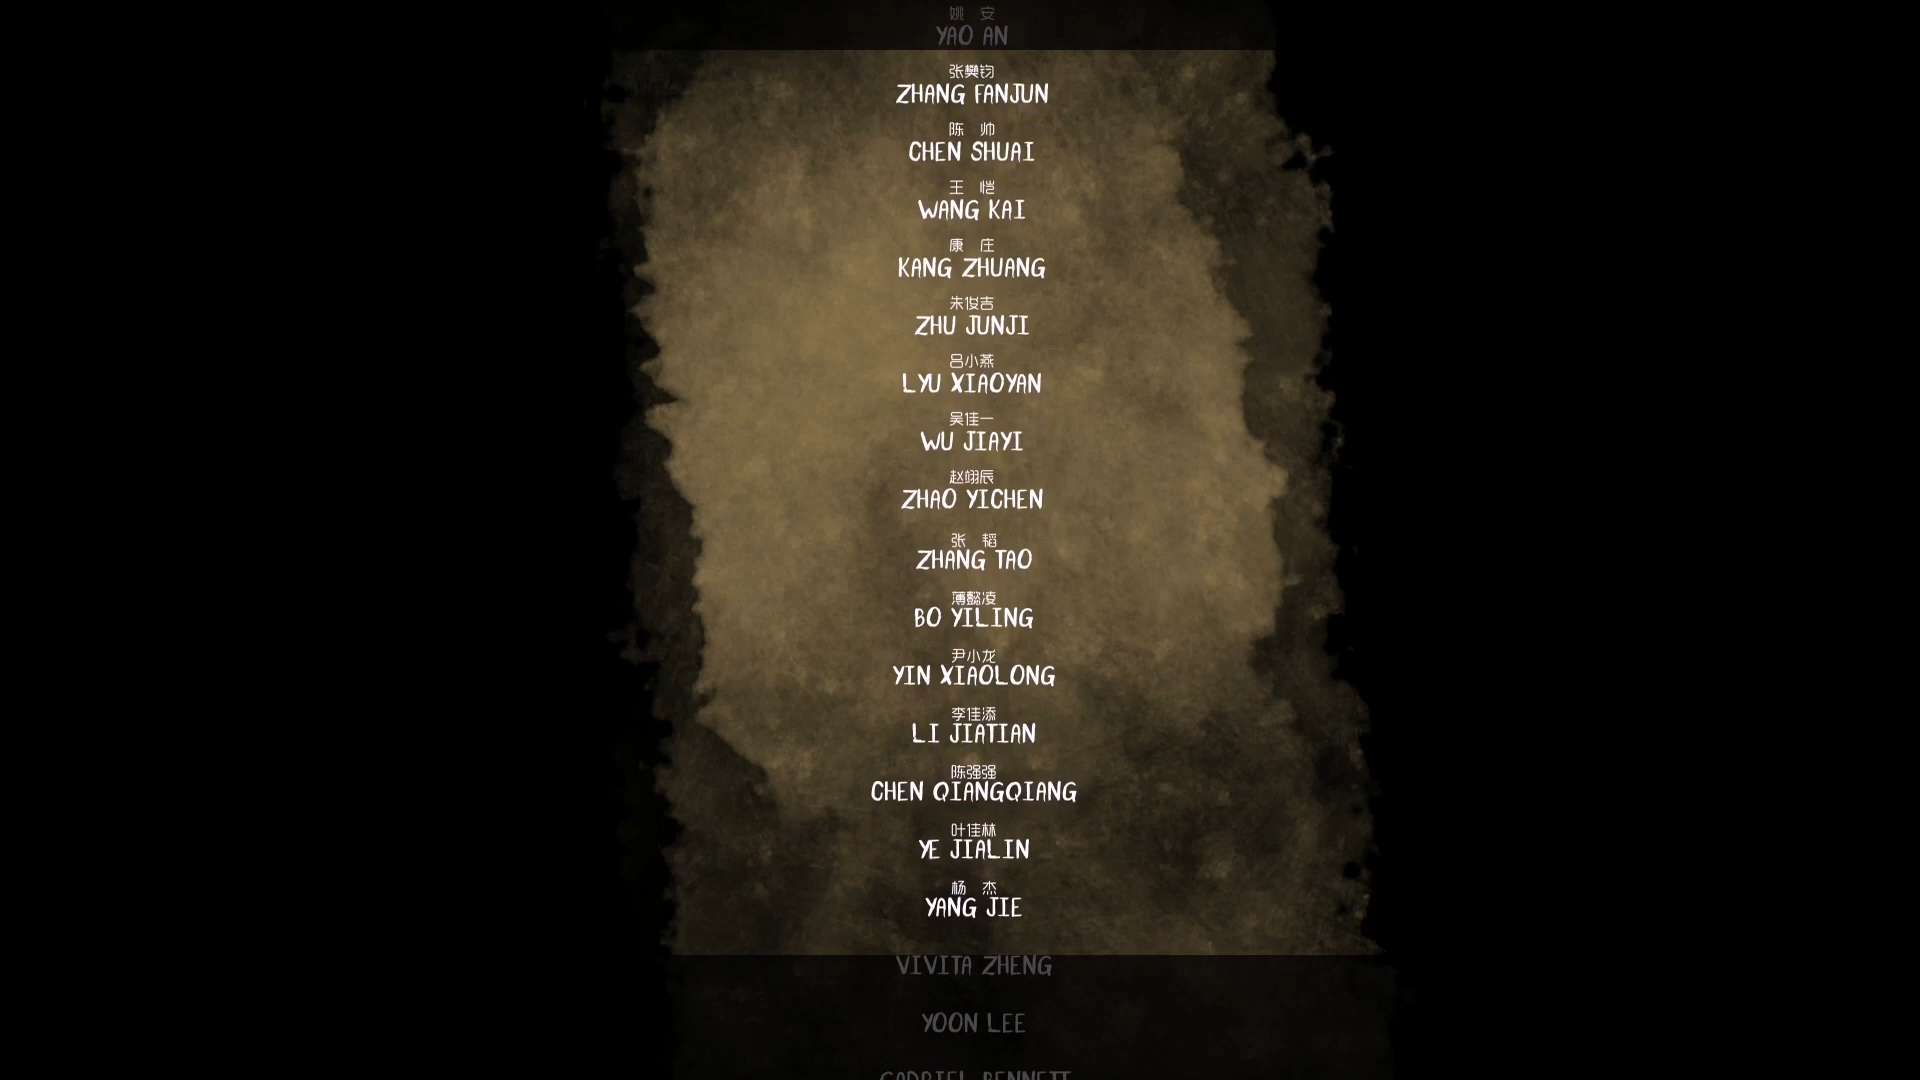 姚 安
YAO AN
张樊钧
ZHANG FANJUN
陈 帅
CHEN SHUAI
王 恺
WANG KAI
康 庄
KANG ZHUANG
朱俊吉
ZHU JUNJI
吕小燕
LYU XIAOYAN
吴佳一
WU JIAYI
赵翊辰
ZHAO YICHEN
张 韬
ZHANG TAO
薄懿凌
BO YILING
尹小龙
YIN XIAOLONG
李佳添
LI JIATIAN
陈强强
CHEN QIANGQIANG
叶佳林
YE JIALIN
杨 杰
YANG JIE
VIVITA ZHENG
YOON LEE
GABRIEL BENNETT